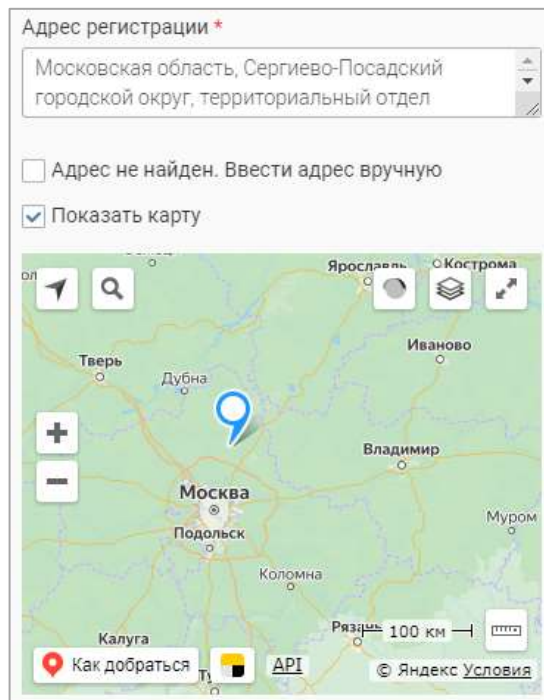 Адрес регистрации *
Московская область, Сергиево-Посадский
городской округ, территориальный отдел
Адрес не найден. Ввести адрес вручную
Показать карту
Ярославль
Кострома
Иваново
Тверь
Дубна
Владимир
Москва
Подольск
Муром
Коломна
Рязань
100 км
Калуга
Как добраться
API
© Яндекс Условия